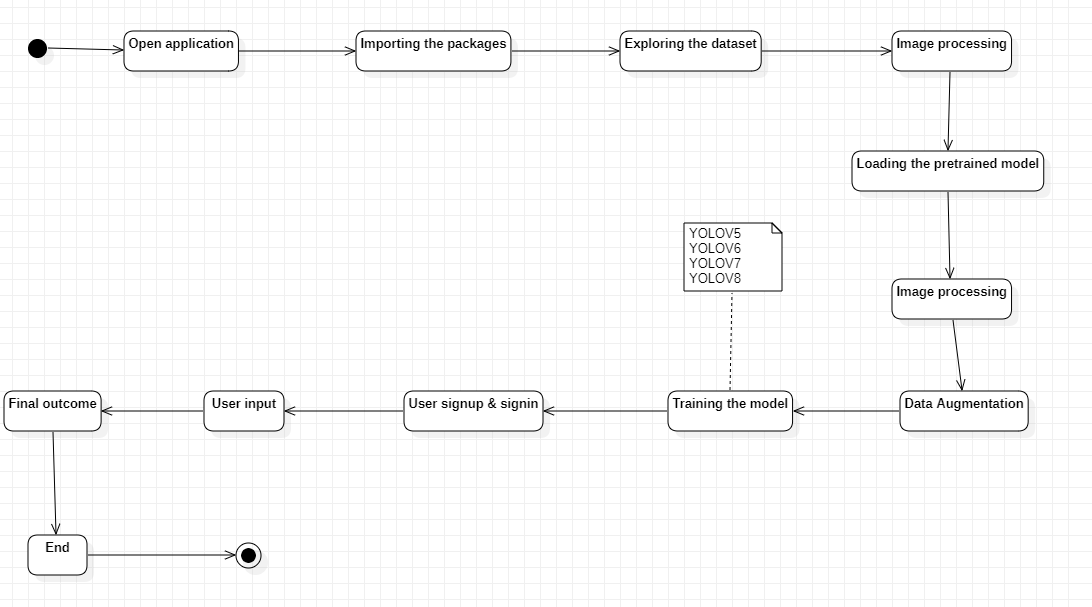 Open application
Importing the packages
Exploring the dataset
Image processing
Loading the pretrained model
YOLOV5
YOLOV6
YOLOV7
YOLOV8
Image processing
Final outcome
User input
User signup & signin
Training the model
Data Augmentation
End